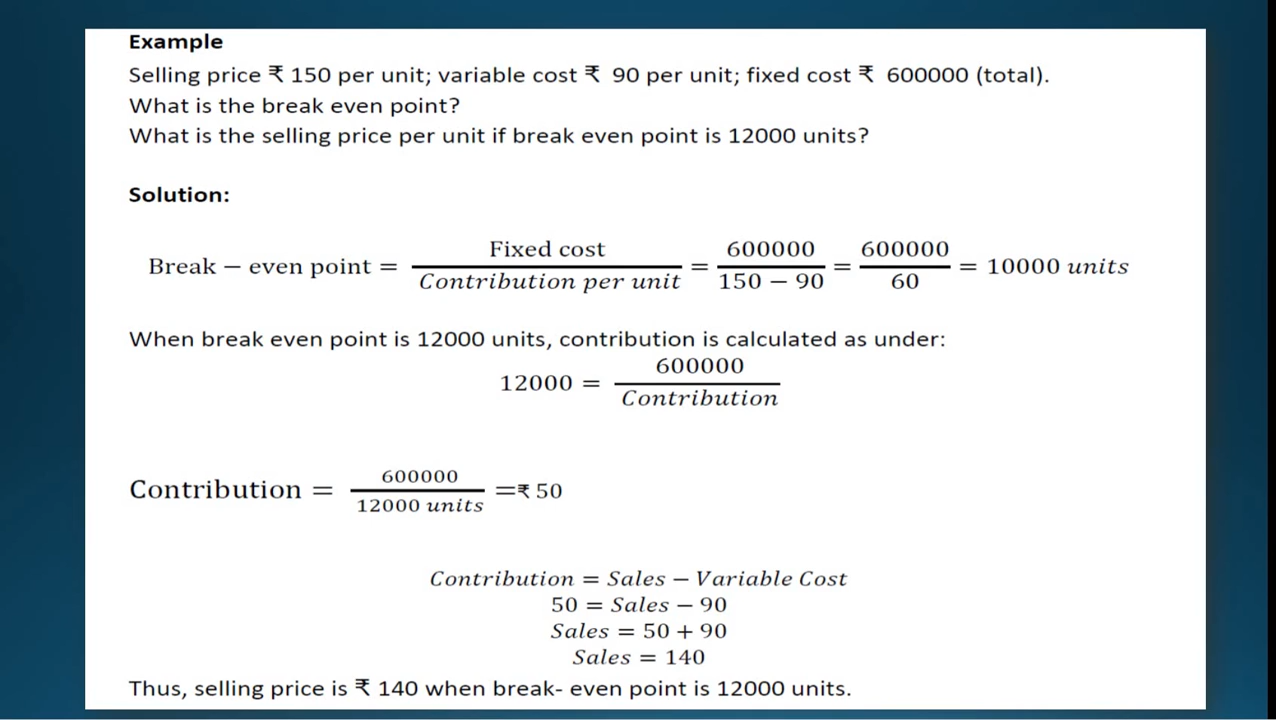 Example
Selling price ₹ 150 per unit; variable cost ₹ 90 per unit; fixed cost ₹ 600000 (total).
What is the break even point?
What is the selling price per unit if break even point is 12000 units?
Solution:
Break − even point = Fixed cost / Contribution per unit = 600000 / 150 − 90 = 600000 / 60 = 10000 units
When break even point is 12000 units, contribution is calculated as under:
12000 = 600000 / Contribution
Contribution = 600000 / 12000 units =₹ 50
Contribution = Sales − Variable Cost
50 = Sales − 90
Sales = 50 + 90
Sales = 140
Thus, selling price is ₹ 140 when break- even point is 12000 units.